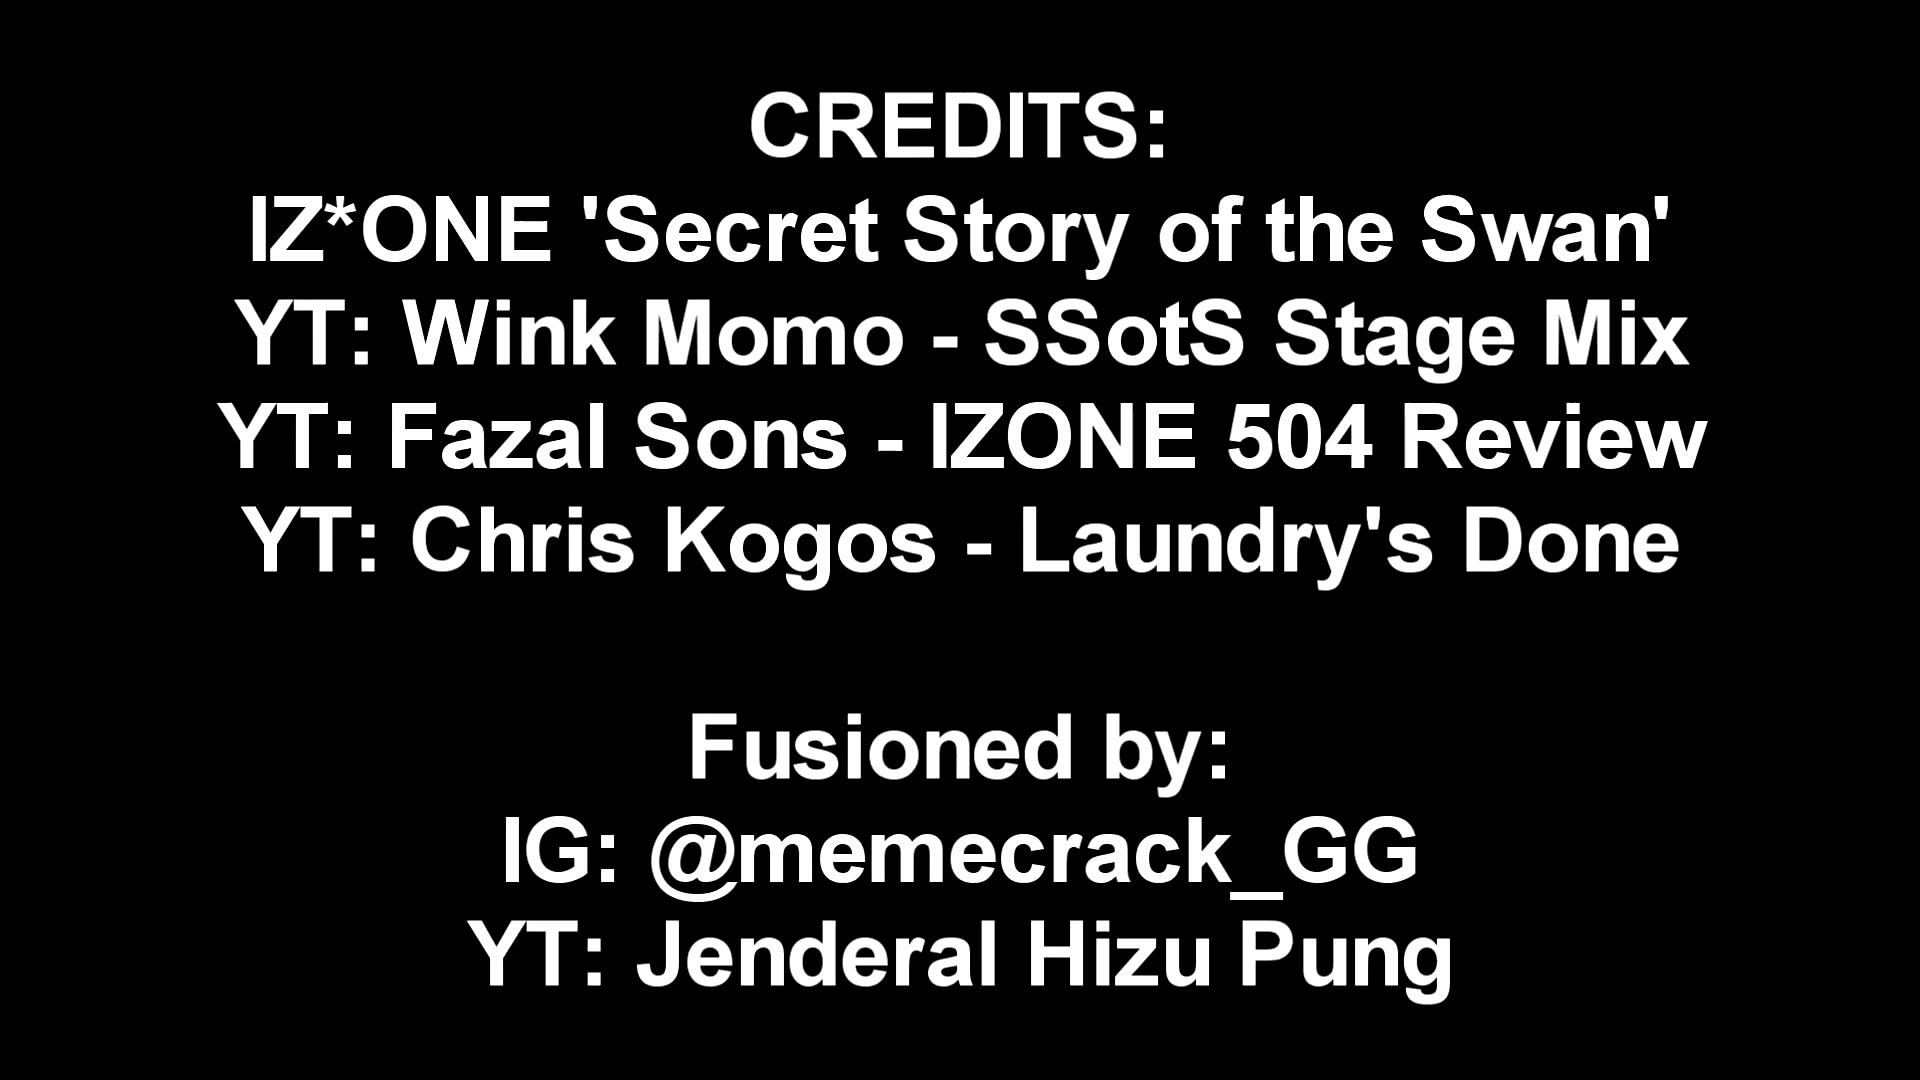 CREDITS:
IZ*ONE 'Secret Story of the Swan'
YT: Wink Momo - SSotS Stage Mix
YT: Fazal Sons - IZONE 504 Review
YT: Chris Kogos - Laundry's Done
Fusioned by:
IG: @memecrack_GG
YT: Jenderal Hizu Pung